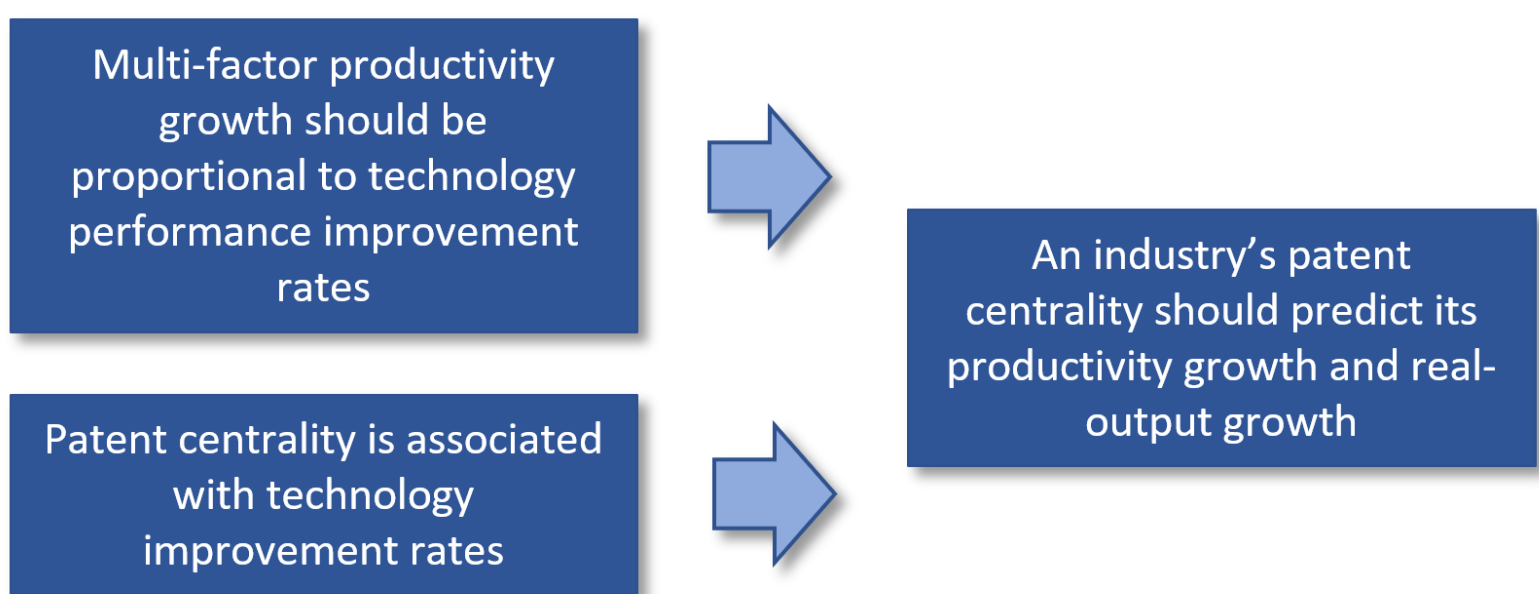 Multi-factor productivity
growth should be
proportional to technology
performance improvement
rates
Patent centrality is associated
with technology
improvement rates
An industry’s patent
centrality should predict its
productivity growth and real-
output growth